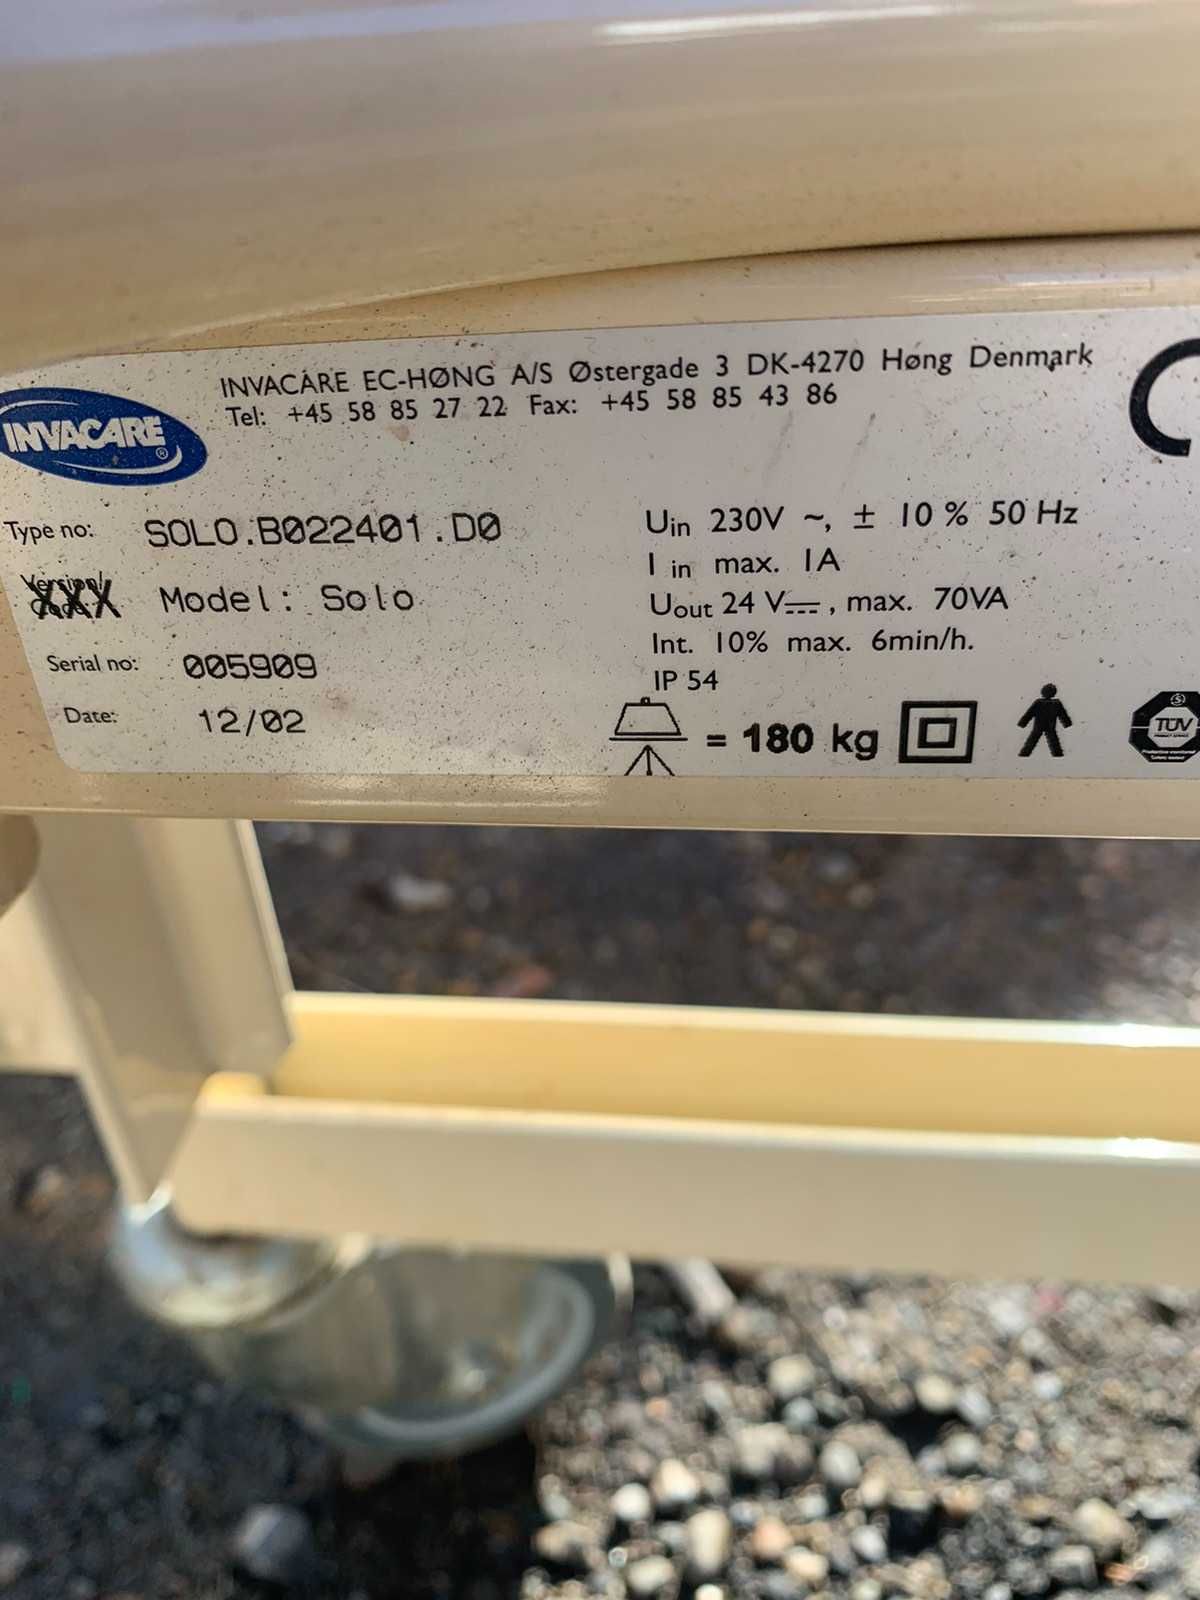 INVACARE EC-HØNG A/S Østergade 3 DK-4270 Høng Denmark
Tel: +45 58 85 27 22 Fax: +45 58 85 43 86
INVACARE ®
Type no: SOLO.B022401.D0
Version/
XXX Model: Solo
Serial no: 005909
Date: 12/02
Uin 230V ~, ± 10 % 50 Hz
I in max. 1A
Uout 24 V⎓, max. 70VA
Int. 10% max. 6min/h.
IP 54
= 180 kg
TÜV